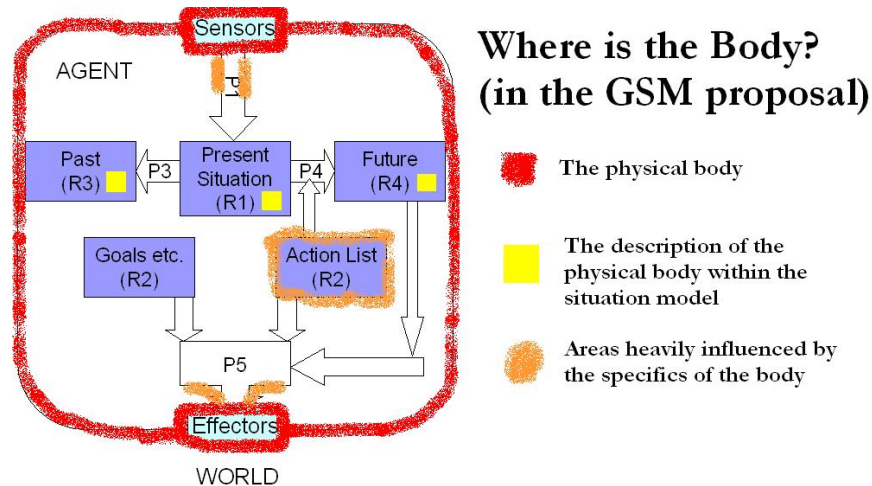 Sensors
Where is the Body?
(in the GSM proposal)
AGENT
P1
Past
(R3)
P3
Present
Situation
(R1)
P4
Future
(R4)
The physical body
Goals etc.
(R2)
Action List
(R2)
The description of the
physical body within the
situation model
P5
Areas heavily influenced by
the specifics of the body
Effectors
WORLD